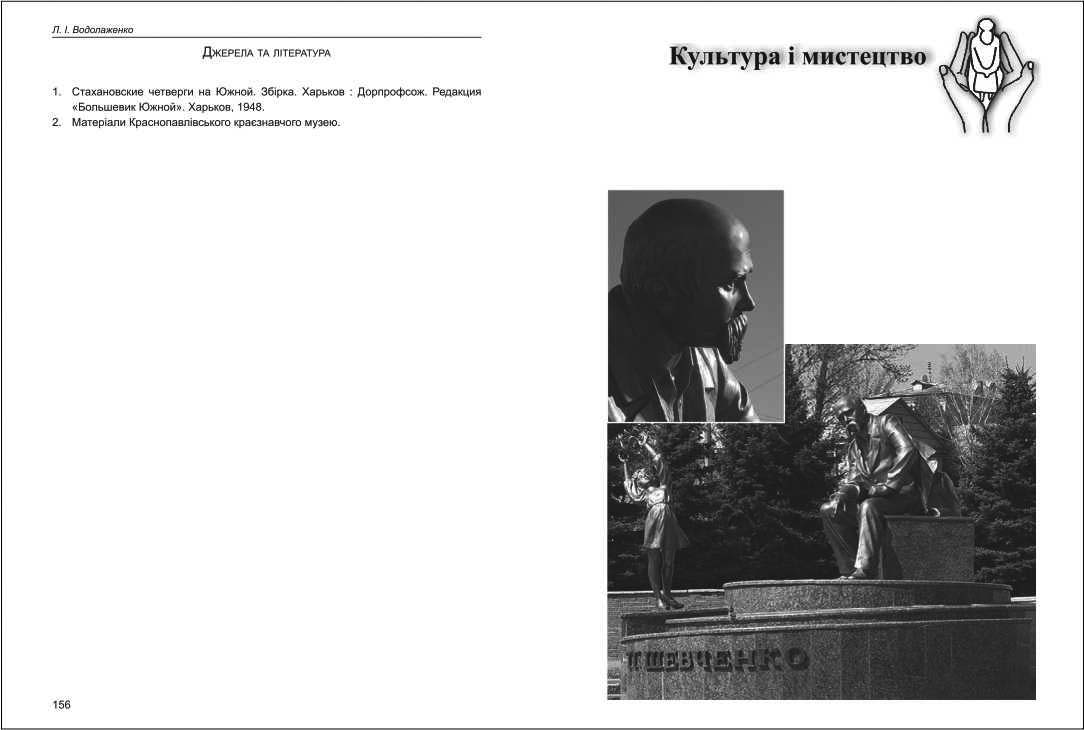 Л. І. Водолаженко
Джерела та література
1. Стахановские четверги на Южной. Збірка. Харьков : Дорпрофсож. Редакция
«Большевик Южной». Харьков, 1948.
2. Матеріали Краснопавлівського краєзнавчого музею.
156
Культура і мистецтво
Т. ШЕВЧЕНКО